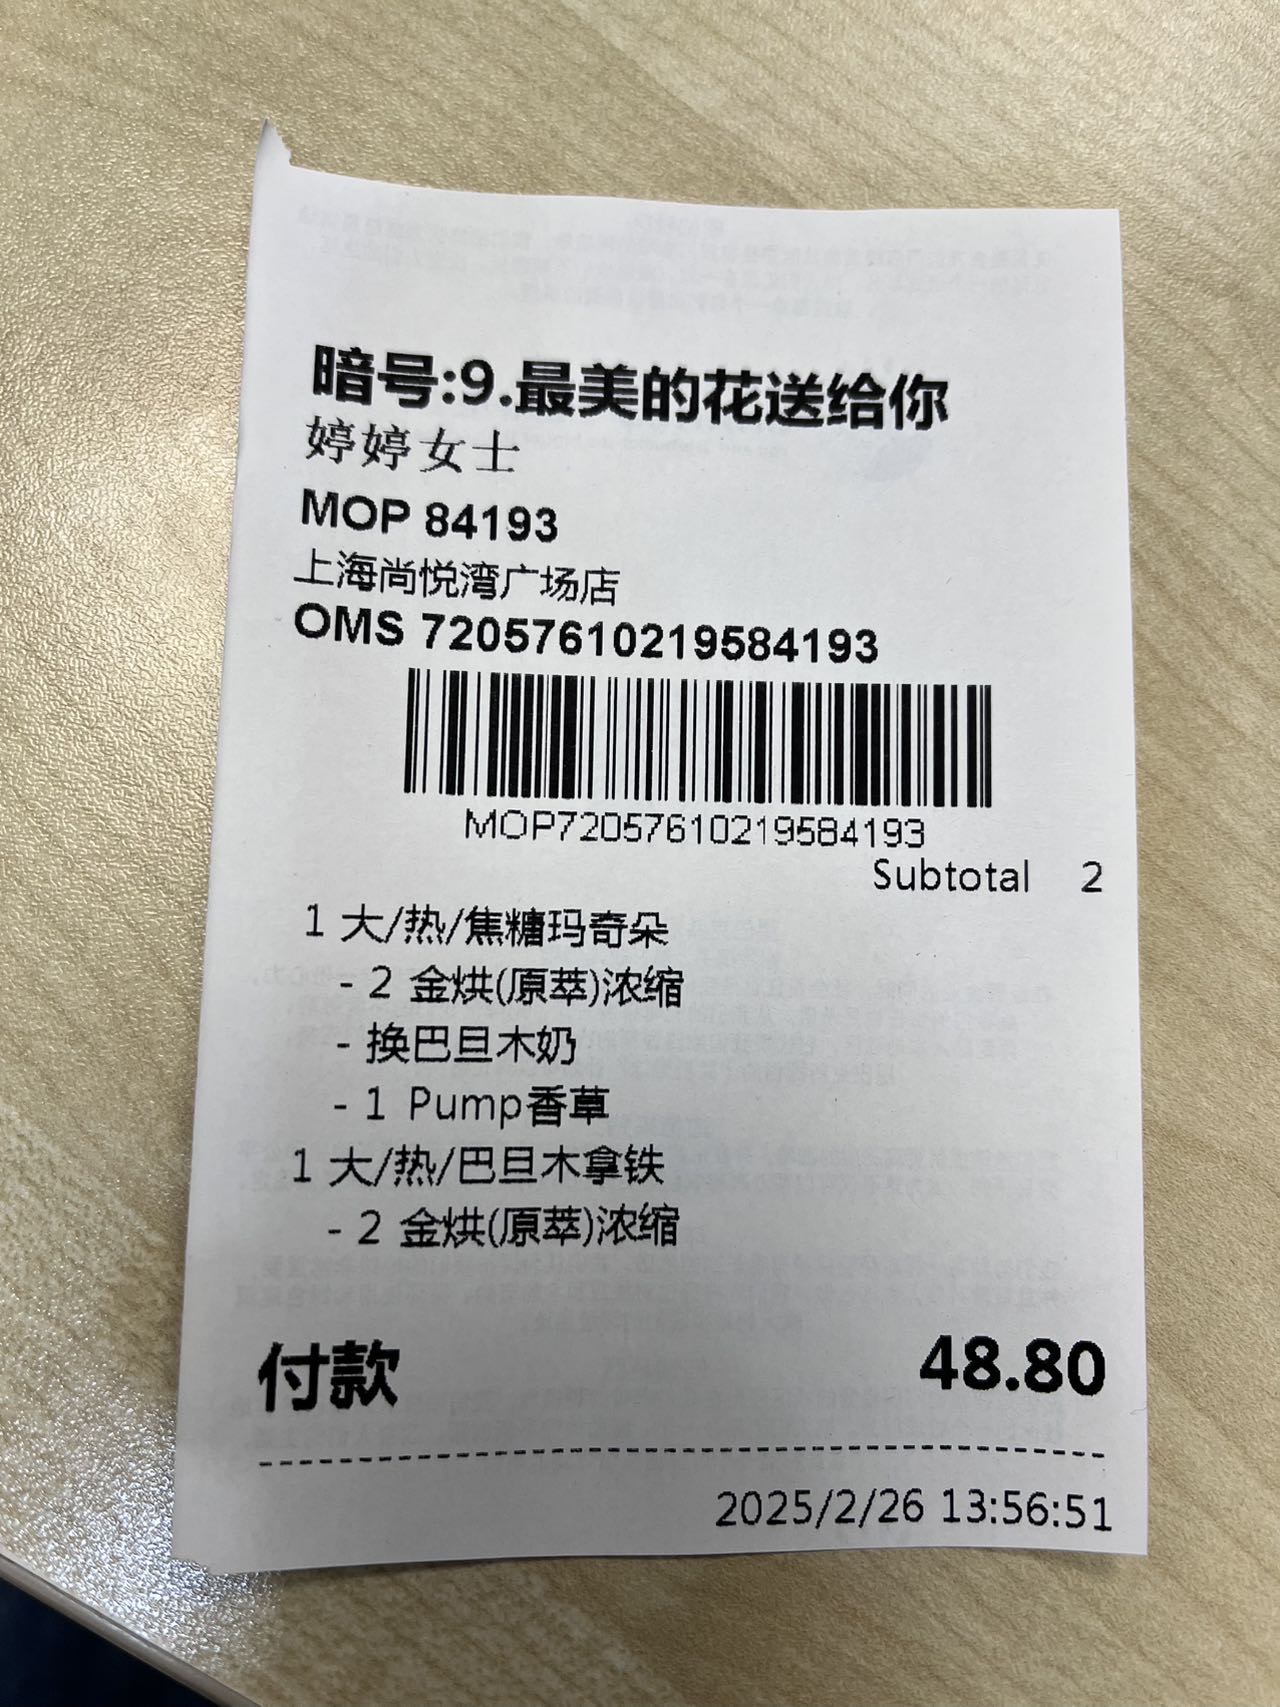 暗号:9.最美的花送给你
婷婷女士
MOP 84193
上海尚悦湾广场店
OMS 72057610219584193
MOP72057610219584193
Subtotal 2
1 大/热/焦糖玛奇朵
- 2 金烘(原萃)浓缩
- 换巴旦木奶
- 1 Pump香草
1 大/热/巴旦木拿铁
- 2 金烘(原萃)浓缩
付款 48.80
2025/2/26 13:56:51